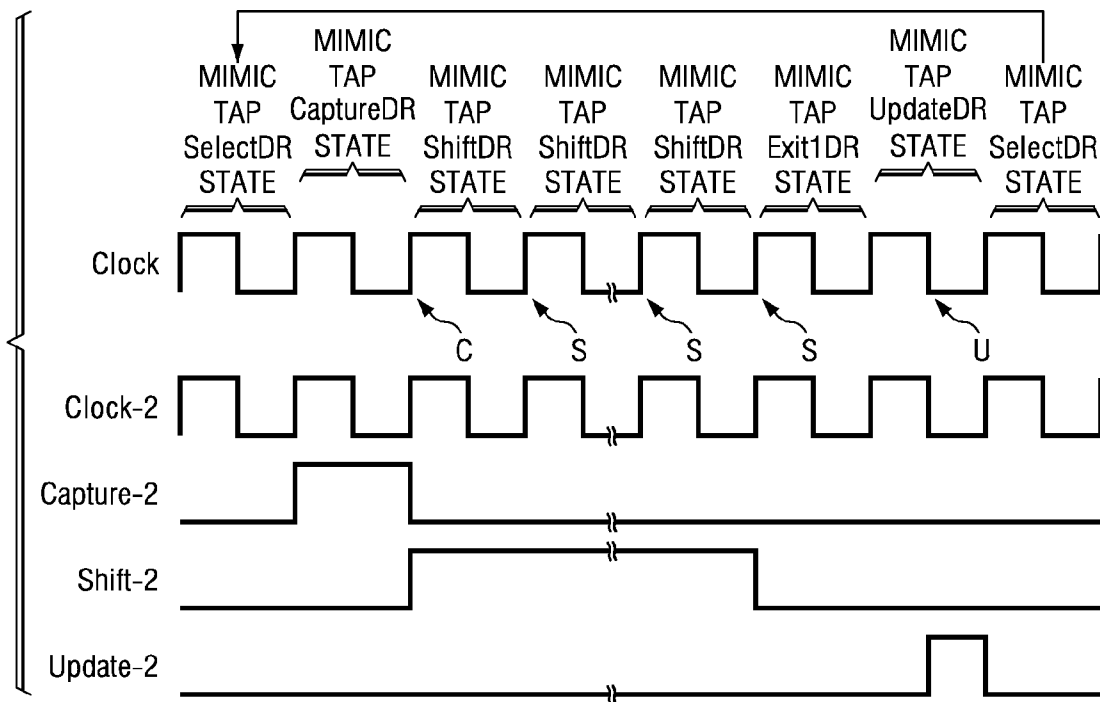 MIMIC
TAP
SelectDR
STATE
MIMIC
TAP
CaptureDR
STATE
MIMIC
TAP
ShiftDR
STATE
MIMIC
TAP
ShiftDR
STATE
MIMIC
TAP
ShiftDR
STATE
MIMIC
TAP
Exit1DR
STATE
MIMIC
TAP
UpdateDR
STATE
MIMIC
TAP
SelectDR
STATE
Clock
C
S
S
S
U
Clock-2
Capture-2
Shift-2
Update-2